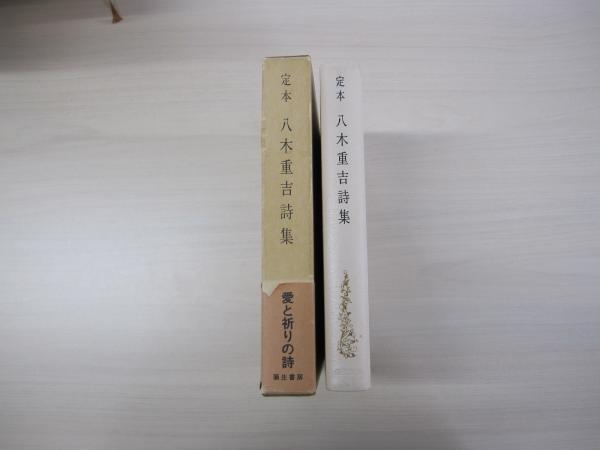 定本 八木重吉詩集
愛と祈りの詩
彌生書房
定本 八木重吉詩集